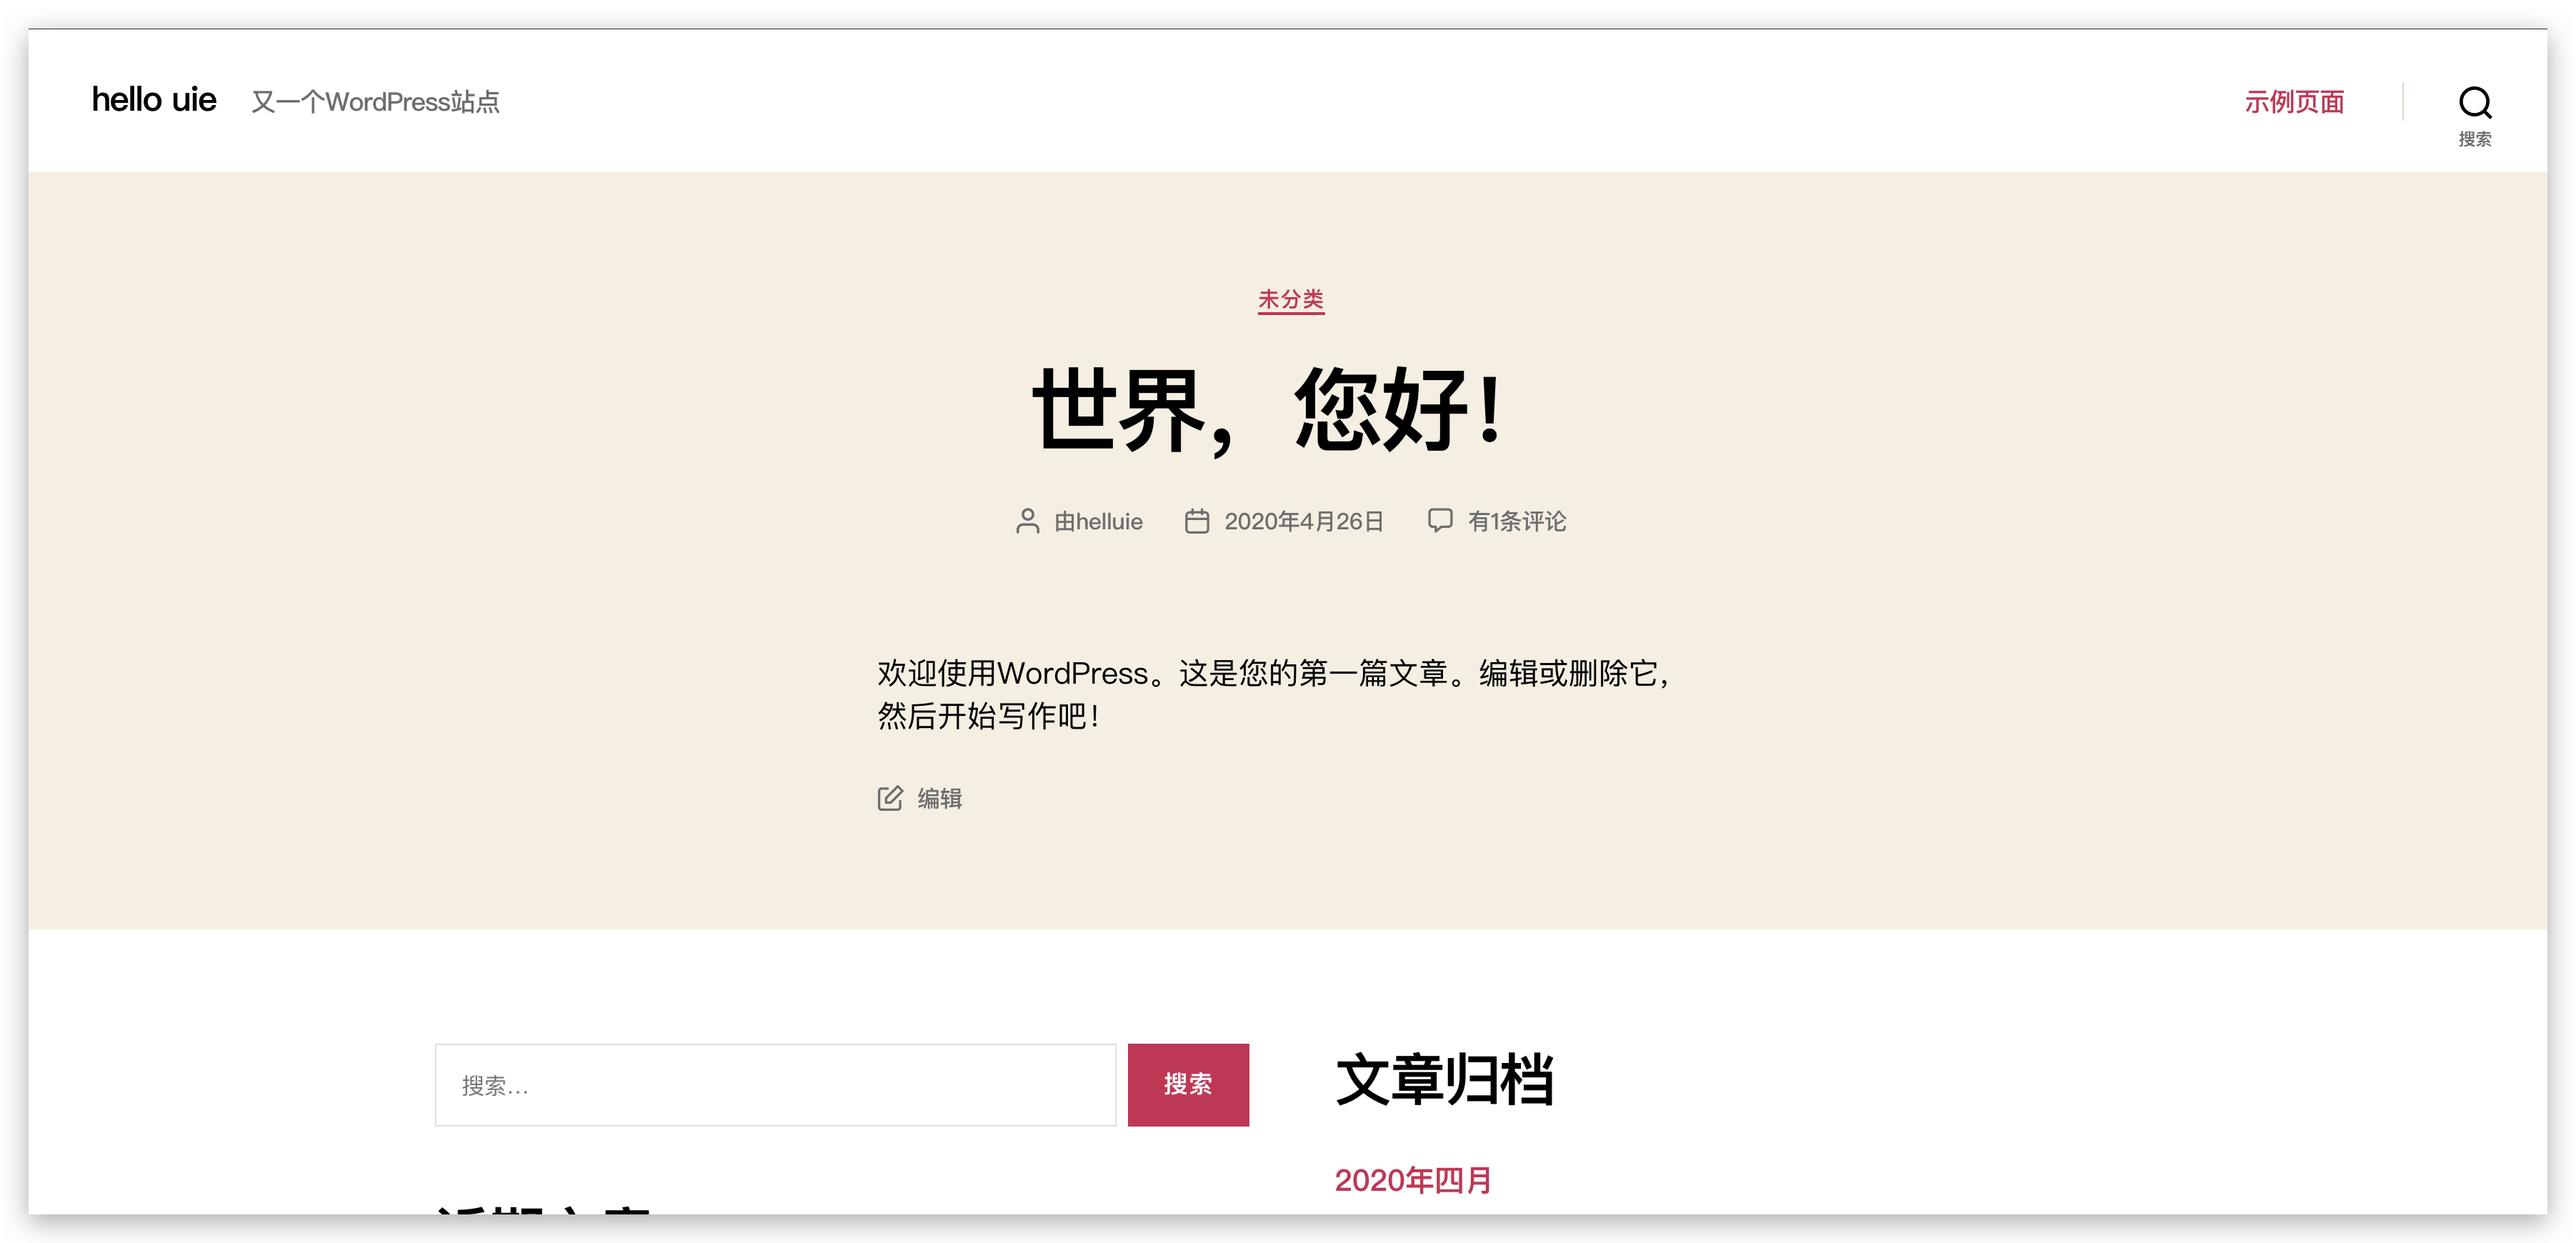 hello uie 又一个WordPress站点 示例页面
搜索
未分类
世界，您好！
由helluie 2020年4月26日 有1条评论
欢迎使用WordPress。这是您的第一篇文章。编辑或删除它，
然后开始写作吧！
编辑
搜索… 搜索 文章归档
2020年四月